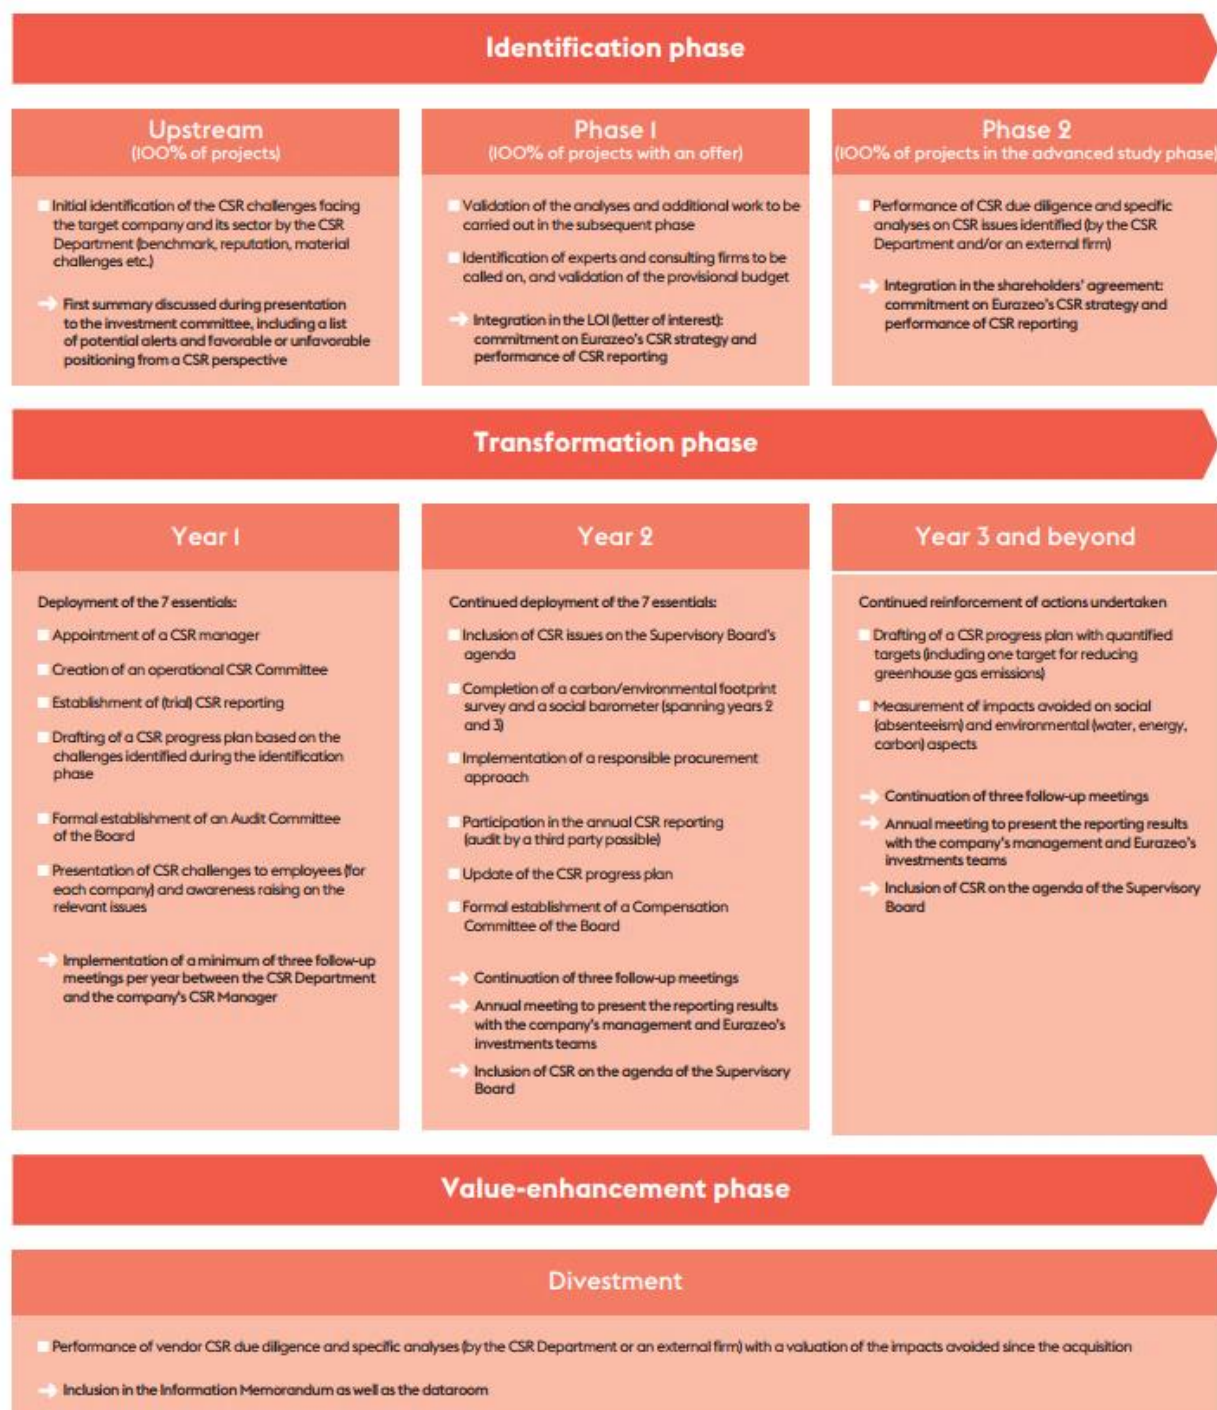 Identification phase
Upstream
(100% of projects)
Initial identification of the CSR challenges facing
the target company and its sector by the CSR
Department (benchmark, reputation, material
challenges etc.)
First summary discussed during presentation
to the investment committee, including a list
of potential alerts and favorable or unfavorable
positioning from a CSR perspective
Phase 1
(100% of projects with an offer)
Validation of the analyses and additional work to be
carried out in the subsequent phase
Identification of experts and consulting firms to be
called on, and validation of the provisional budget
Integration in the LOI (letter of interest):
commitment on Eurazeo's CSR strategy and
performance of CSR reporting
Phase 2
(100% of projects in the advanced study phase)
Performance of CSR due diligence and specific
analyses on CSR issues identified (by the CSR
Department and/or an external firm)
Integration in the shareholders' agreement:
commitment on Eurazeo's CSR strategy and
performance of CSR reporting
Transformation phase
Year 1
Deployment of the 7 essentials:
Appointment of a CSR manager
Creation of an operational CSR Committee
Establishment of (trial) CSR reporting
Drafting of a CSR progress plan based on the
challenges identified during the identification
phase
Formal establishment of an Audit Committee
of the Board
Presentation of CSR challenges to employees (for
each company) and awareness raising on the
relevant issues
Implementation of a minimum of three follow-up
meetings per year between the CSR Department
and the company's CSR Manager
Year 2
Continued deployment of the 7 essentials:
Inclusion of CSR issues on the Supervisory Board's
agenda
Completion of a carbon/environmental footprint
survey and a social barometer (spanning years 2
and 3)
Implementation of a responsible procurement
approach
Participation in the annual CSR reporting
(audit by a third party possible)
Update of the CSR progress plan
Formal establishment of a Compensation
Committee of the Board
Continuation of three follow-up meetings
Annual meeting to present the reporting results
with the company's management and Eurazeo's
investments teams
Inclusion of CSR on the agenda of the Supervisory
Board
Year 3 and beyond
Continued reinforcement of actions undertaken
Drafting of a CSR progress plan with quantified
targets (including one target for reducing
greenhouse gas emissions)
Measurement of impacts avoided on social
(absenteeism) and environmental (water, energy,
carbon) aspects
Continuation of three follow-up meetings
Annual meeting to present the reporting results
with the company's management and Eurazeo's
investments teams
Inclusion of CSR on the agenda of the Supervisory
Board
Value-enhancement phase
Divestment
Performance of vendor CSR due diligence and specific analyses (by the CSR Department or an external firm) with a valuation of the impacts avoided since the acquisition
Inclusion in the Information Memorandum as well as the dataroom